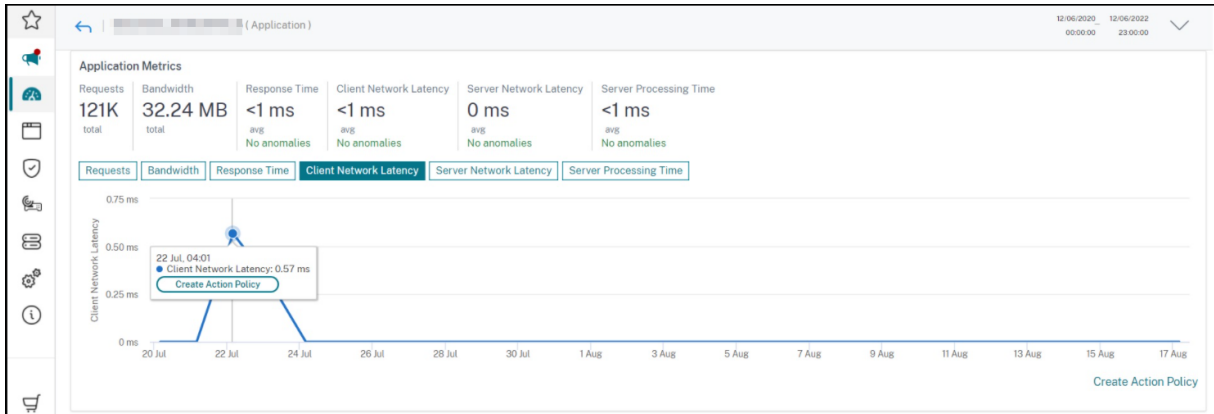 ( Application )
12/06/2020_ 12/06/2022
00:00:00 23:00:00
Application Metrics
Requests Bandwidth Response Time Client Network Latency Server Network Latency Server Processing Time
121K 32.24 MB <1 ms <1 ms 0 ms <1 ms
total total avg avg avg avg
No anomalies No anomalies No anomalies No anomalies
Requests Bandwidth Response Time Client Network Latency Server Network Latency Server Processing Time
Client Network Latency
0.75 ms
0.50 ms
22 Jul, 04:01
Client Network Latency: 0.57 ms
Create Action Policy
0.25 ms
0 ms
20 Jul 22 Jul 24 Jul 26 Jul 28 Jul 30 Jul 1 Aug 3 Aug 5 Aug 7 Aug 9 Aug 11 Aug 13 Aug 15 Aug 17 Aug
Create Action Policy